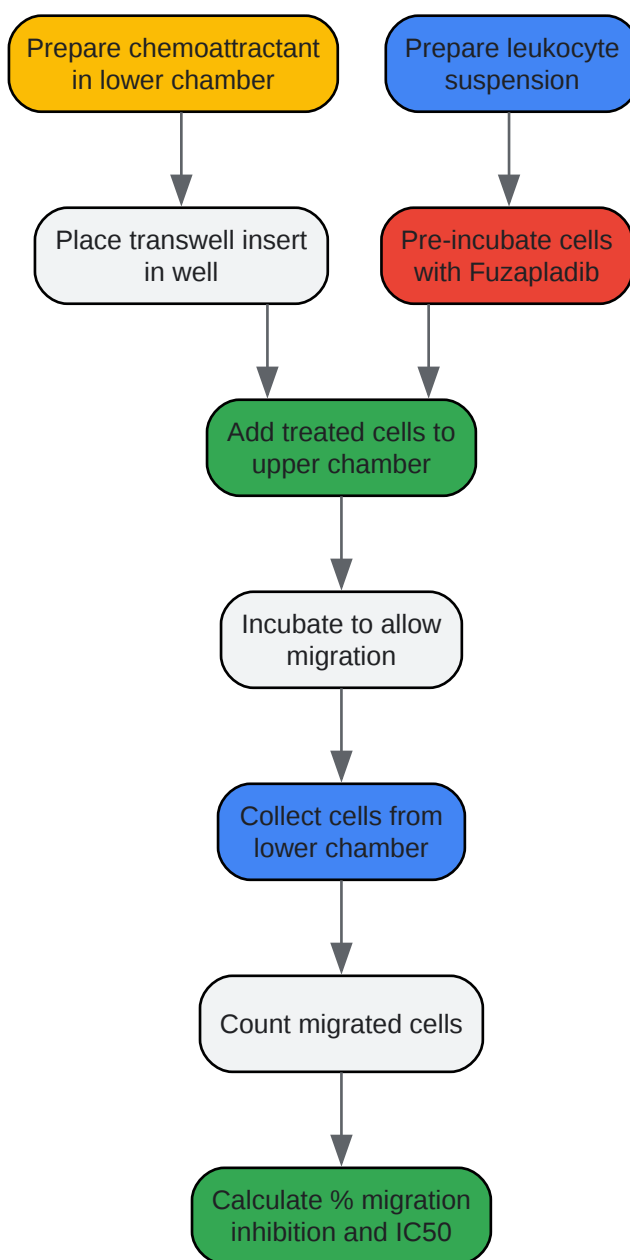 Prepare chemoattractant
in lower chamber
Prepare leukocyte
suspension
Place transwell insert
in well
Pre-incubate cells
with Fuzapladib
Add treated cells to
upper chamber
Incubate to allow
migration
Collect cells from
lower chamber
Count migrated cells
Calculate % migration
inhibition and IC50